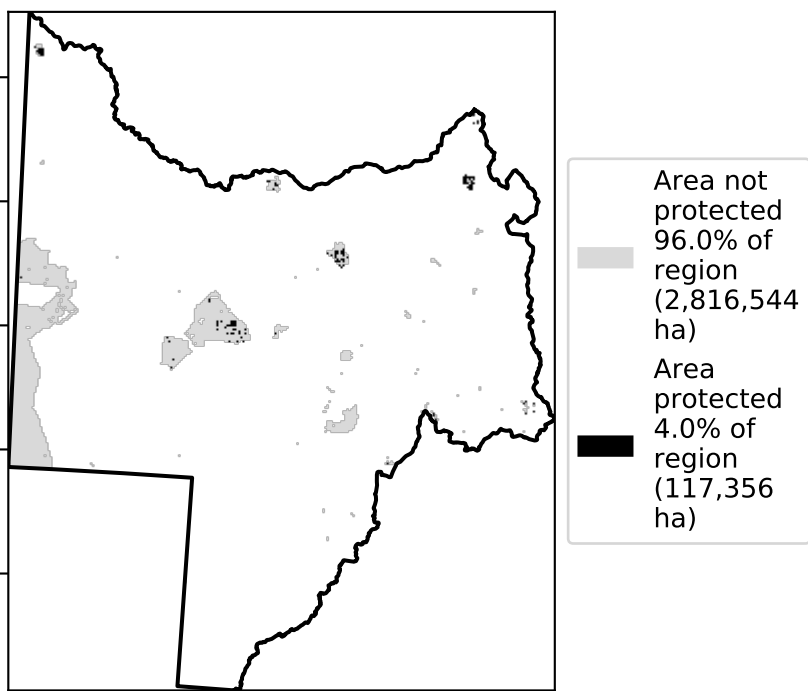 Area not
protected
96.0% of
region
(2,816,544
ha)
Area
protected
4.0% of
region
(117,356
ha)